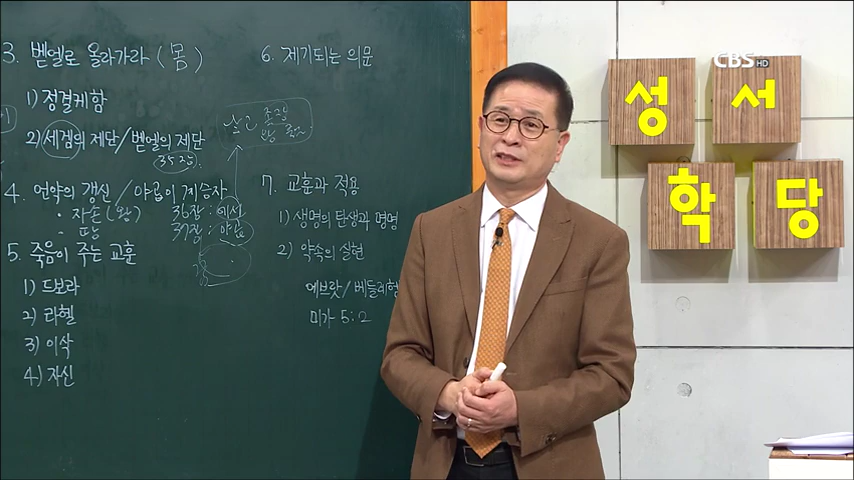 3. 벧엘로 올라가라 (몸)
1) 정결케함
2) 세겜의 제단/벧엘의 제단
35장
4. 언약의 갱신 / 야곱이 계승자
· 자손(왕) 36장: 에서
· 땅 37장: 야곱
5. 죽음이 주는 교훈
1) 드보라
2) 라헬
3) 이삭
4) 자신
6. 제기되는 의문
7. 교훈과 적용
1) 생명의 탄생과 명명
2) 약속의 실현
에브랏/베들레헴
미가 5:2
CBS HD
성서
학당